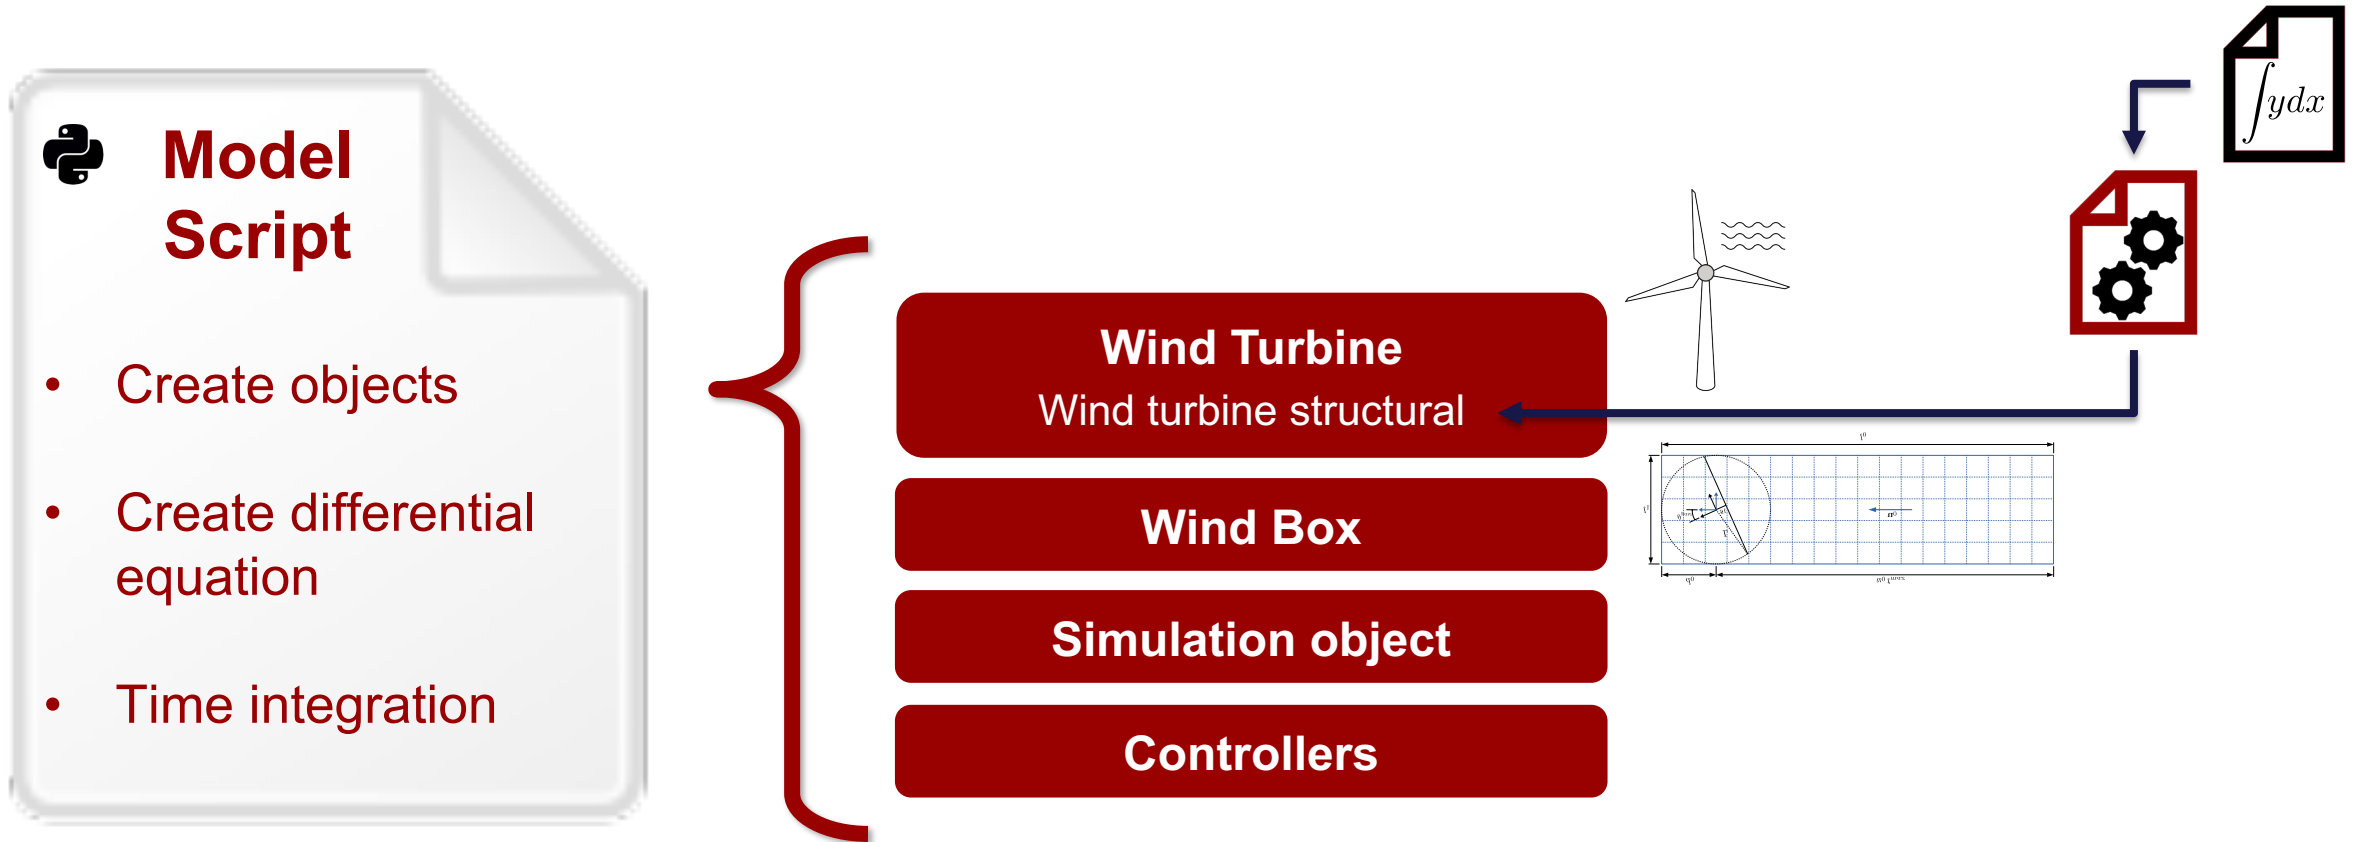 Model
Script
• Create objects
• Create differential
equation
• Time integration
Wind Turbine
Wind turbine structural
Wind Box
Simulation object
Controllers
∫ydx